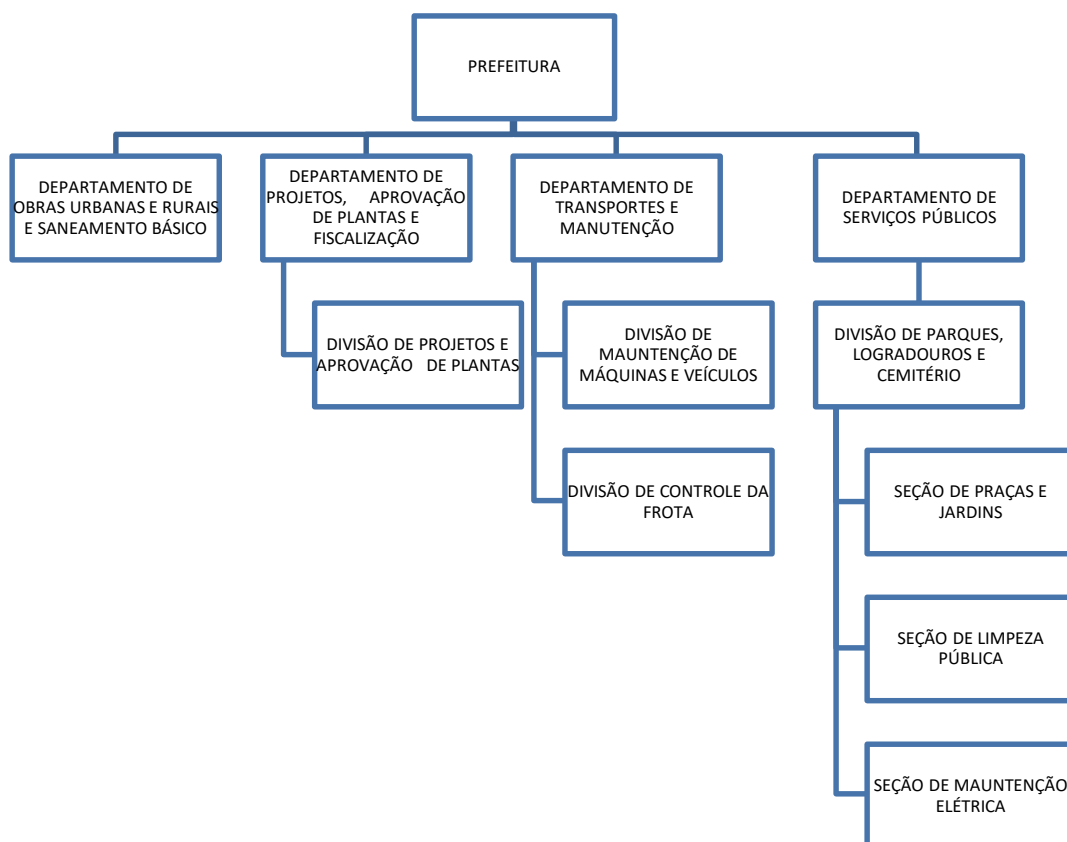 PREFEITURA
DEPARTAMENTO DE
OBRAS URBANAS E RURAIS
E SANEAMENTO BÁSICO
DEPARTAMENTO DE
PROJETOS, APROVAÇÃO
DE PLANTAS E
FISCALIZAÇÃO
DEPARTAMENTO DE
TRANSPORTES E
MANUTENÇÃO
DEPARTAMENTO DE
SERVIÇOS PÚBLICOS
DIVISÃO DE PROJETOS E
APROVAÇÃO DE PLANTAS
DIVISÃO DE
MAUNTENÇÃO DE
MÁQUINAS E VEÍCULOS
DIVISÃO DE PARQUES,
LOGRADOUROS E
CEMITÉRIO
DIVISÃO DE CONTROLE DA
FROTA
SEÇÃO DE PRAÇAS E
JARDINS
SEÇÃO DE LIMPEZA
PÚBLICA
SEÇÃO DE MAUNTENÇÃO
ELÉTRICA